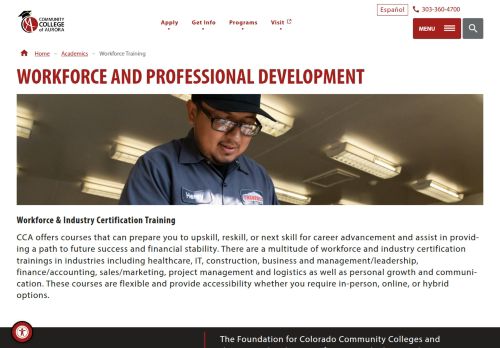 COMMUNITY
COLLEGE
of AURORA
Español
303-360-4700
Apply
Get Info
Programs
Visit
MENU
Home
Academics
Workforce Training
WORKFORCE AND PROFESSIONAL DEVELOPMENT
Workforce & Industry Certification Training
CCA offers courses that can prepare you to upskill, reskill, or next skill for career advancement and assist in provid-
ing a path to future success and financial stability. There are a multitude of workforce and industry certification
trainings in industries including healthcare, IT, construction, business and management/leadership,
finance/accounting, sales/marketing, project management and logistics as well as personal growth and communi-
cation. These courses are flexible and provide accessibility whether you require in-person, online, or hybrid
options.
The Foundation for Colorado Community Colleges and